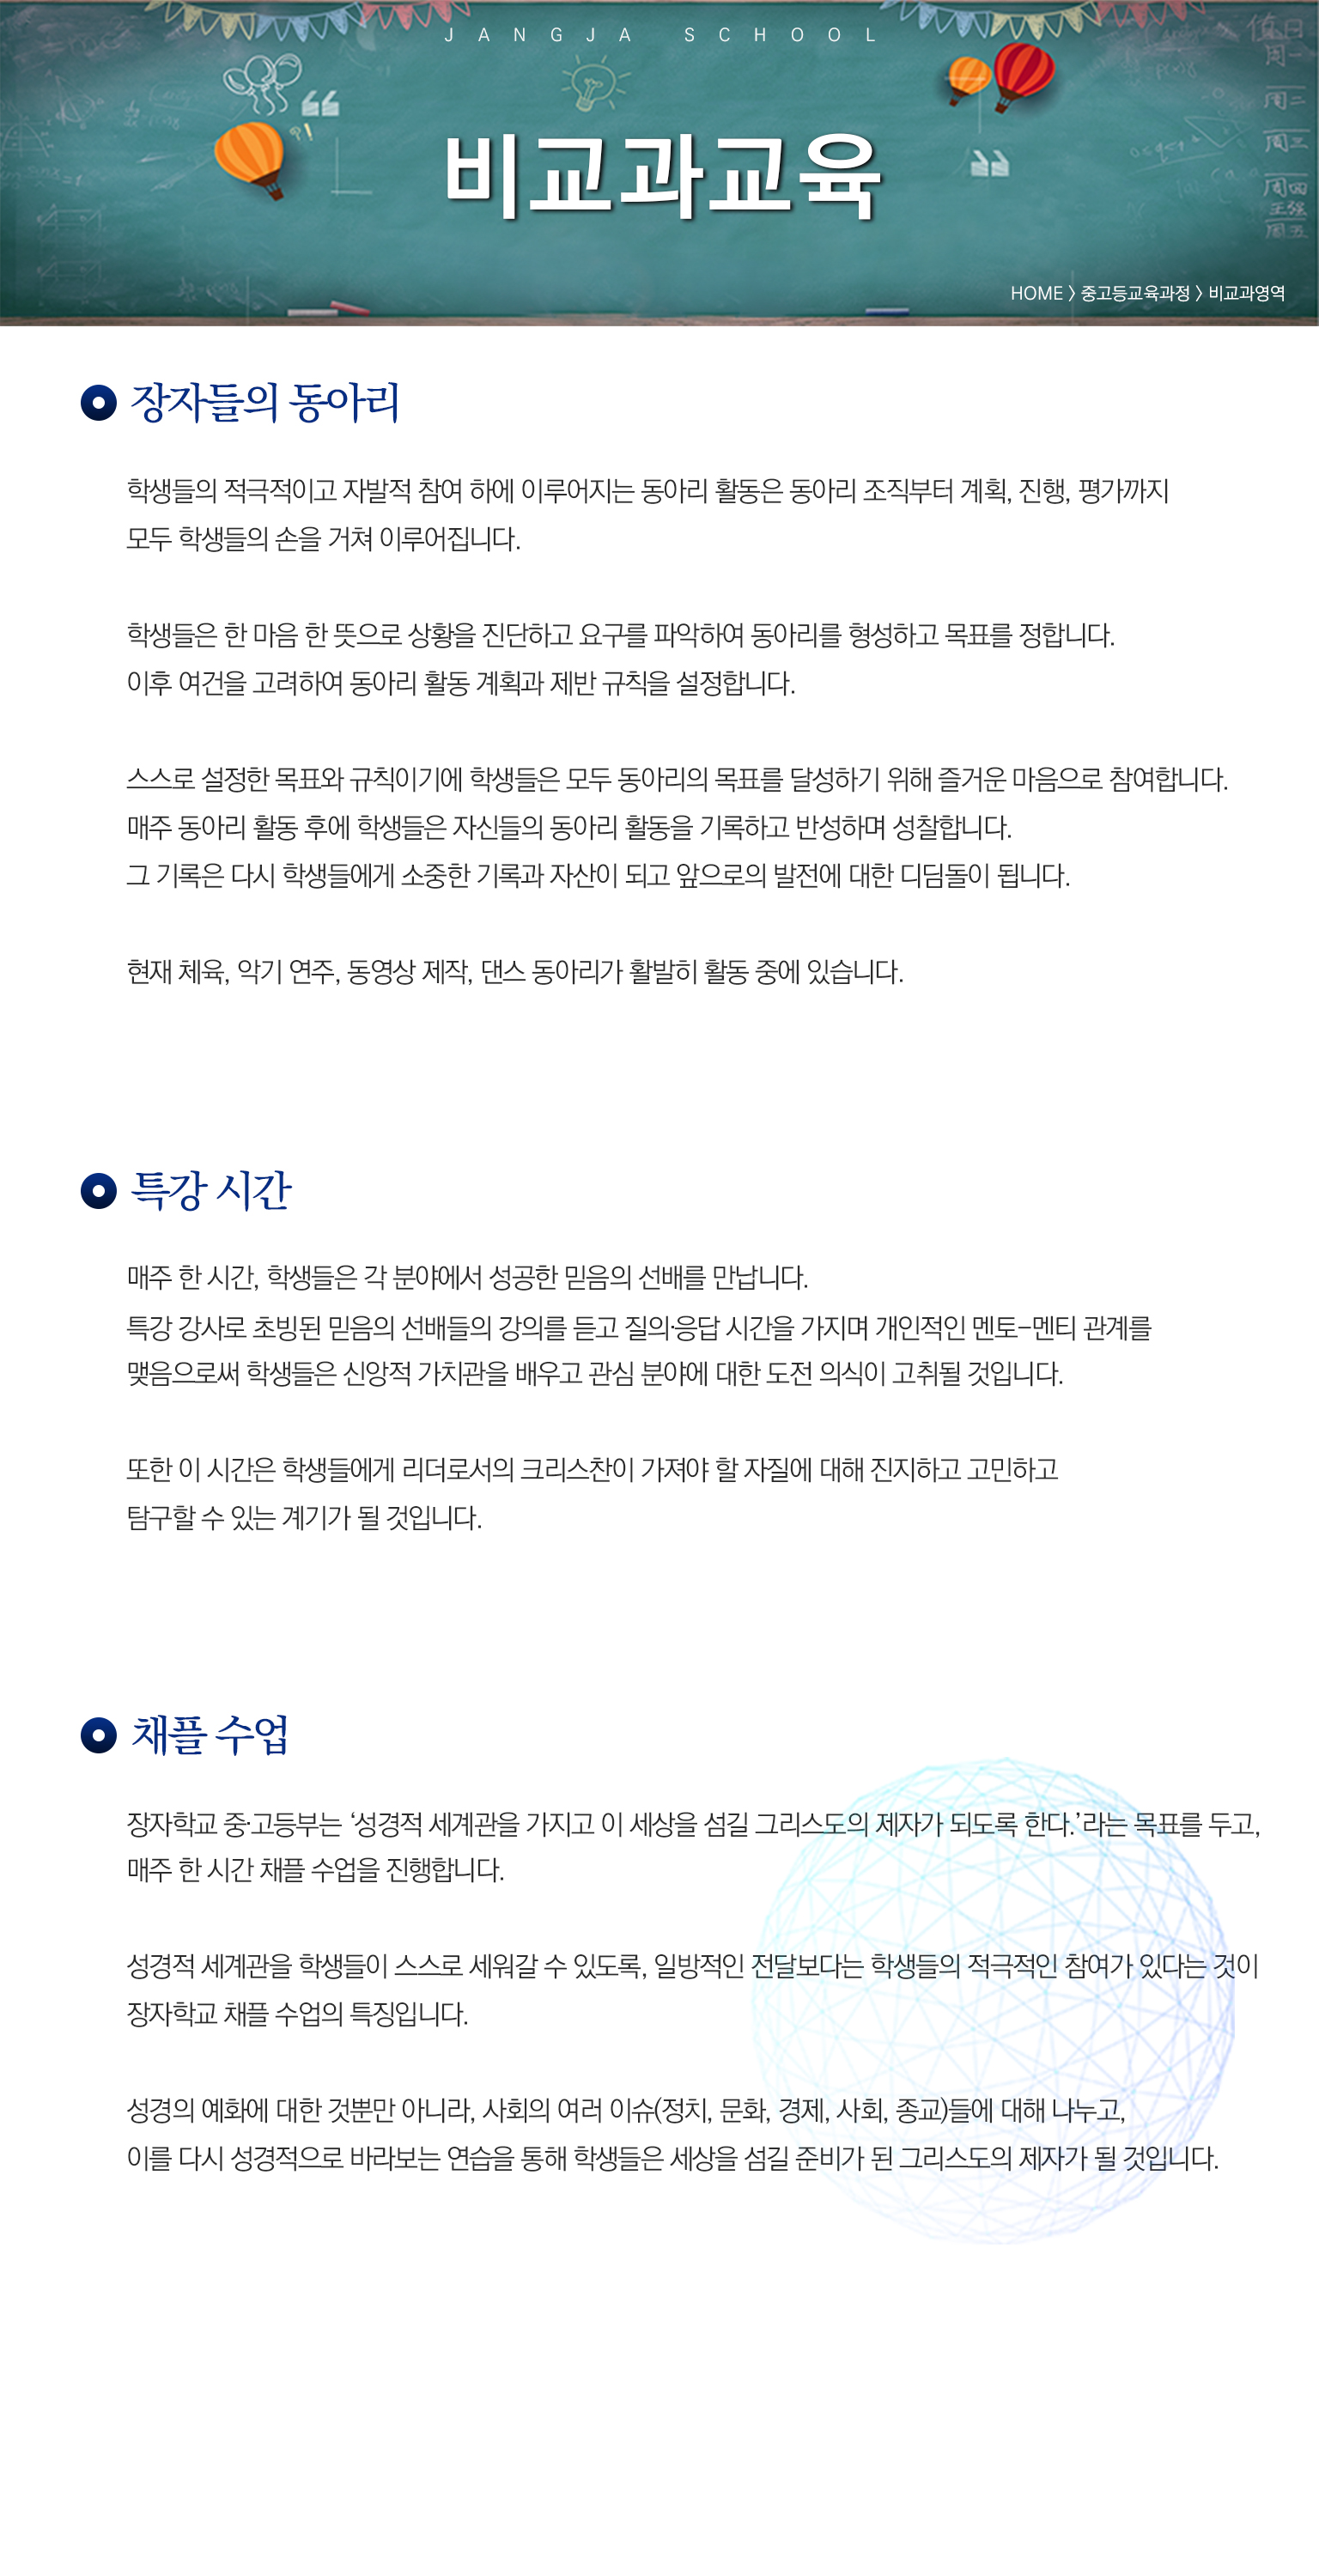 JANGJA SCHOOL
비교과교육
HOME > 중고등교육과정 > 비교과영역
장자들의 동아리
학생들의 적극적이고 자발적 참여 하에 이루어지는 동아리 활동은 동아리 조직부터 계획, 진행, 평가까지
모두 학생들의 손을 거쳐 이루어집니다.
학생들은 한 마음 한 뜻으로 상황을 진단하고 요구를 파악하여 동아리를 형성하고 목표를 정합니다.
이후 여건을 고려하여 동아리 활동 계획과 제반 규칙을 설정합니다.
스스로 설정한 목표와 규칙이기에 학생들은 모두 동아리의 목표를 달성하기 위해 즐거운 마음으로 참여합니다.
매주 동아리 활동 후에 학생들은 자신들의 동아리 활동을 기록하고 반성하며 성찰합니다.
그 기록은 다시 학생들에게 소중한 기록과 자산이 되고 앞으로의 발전에 대한 디딤돌이 됩니다.
현재 체육, 악기 연주, 동영상 제작, 댄스 동아리가 활발히 활동 중에 있습니다.
특강 시간
매주 한 시간, 학생들은 각 분야에서 성공한 믿음의 선배를 만납니다.
특강 강사로 초빙된 믿음의 선배들의 강의를 듣고 질의·응답 시간을 가지며 개인적인 멘토-멘티 관계를
맺음으로써 학생들은 신앙적 가치관을 배우고 관심 분야에 대한 도전 의식이 고취될 것입니다.
또한 이 시간은 학생들에게 리더로서의 크리스찬이 가져야 할 자질에 대해 진지하고 고민하고
탐구할 수 있는 계기가 될 것입니다.
채플 수업
장자학교 중·고등부는 ‘성경적 세계관을 가지고 이 세상을 섬길 그리스도의 제자가 되도록 한다.’라는 목표를 두고,
매주 한 시간 채플 수업을 진행합니다.
성경적 세계관을 학생들이 스스로 세워갈 수 있도록, 일방적인 전달보다는 학생들의 적극적인 참여가 있다는 것이
장자학교 채플 수업의 특징입니다.
성경의 예화에 대한 것뿐만 아니라, 사회의 여러 이슈(정치, 문화, 경제, 사회, 종교)들에 대해 나누고,
이를 다시 성경적으로 바라보는 연습을 통해 학생들은 세상을 섬길 준비가 된 그리스도의 제자가 될 것입니다.